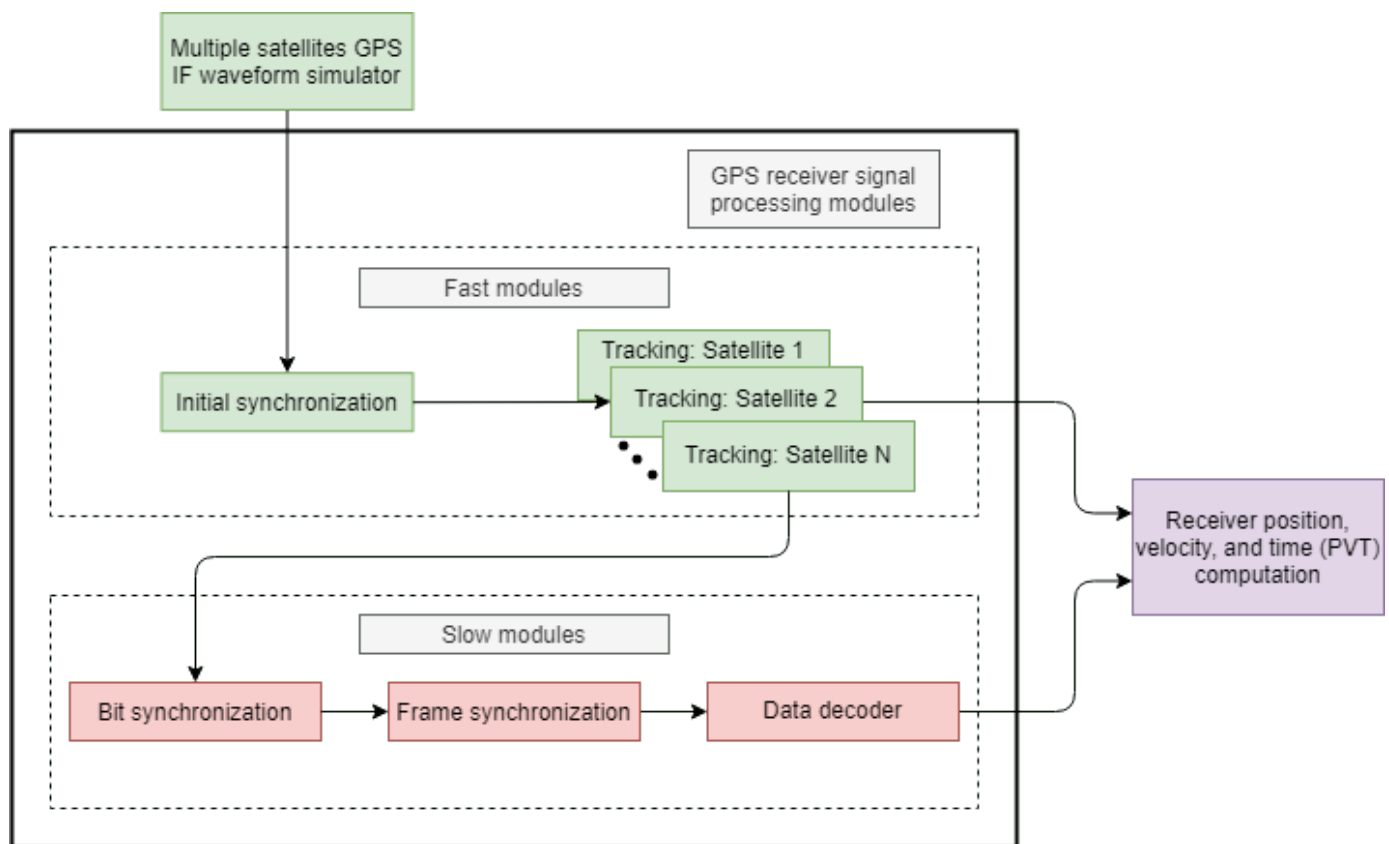 Multiple satellites GPS
IF waveform simulator
GPS receiver signal
processing modules
Fast modules
Tracking: Satellite 1
Initial synchronization
Tracking: Satellite 2
Tracking: Satellite N
Receiver position,
velocity, and time (PVT)
computation
Slow modules
Bit synchronization
Frame synchronization
Data decoder